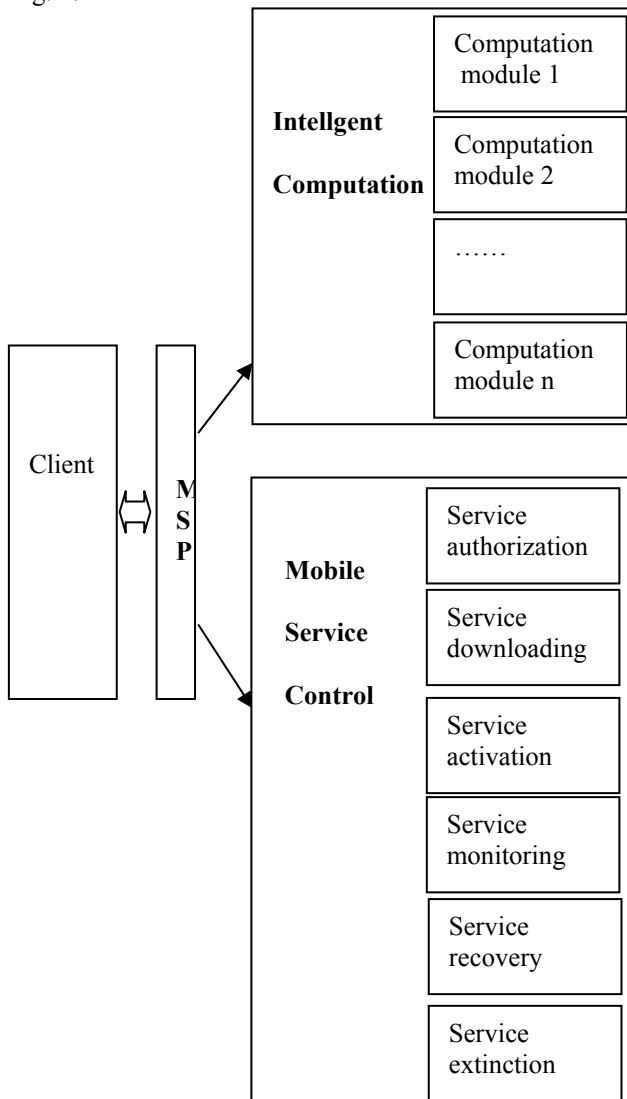 Computation
module 1
Intellgent
Computation
Computation
module 2
……
Computation
module n
Client
M
S
P
Mobile
Service
Control
Service
authorization
Service
downloading
Service
activation
Service
monitoring
Service
recovery
Service
extinction